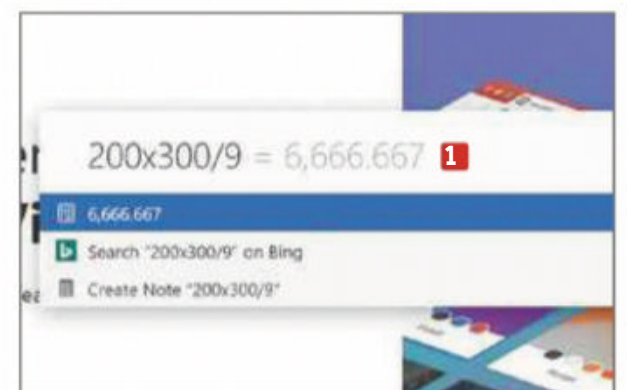 200x300/9 = 6,666.667 1
6,666.667
Search "200x300/9" on Bing
Create Note "200x300/9"